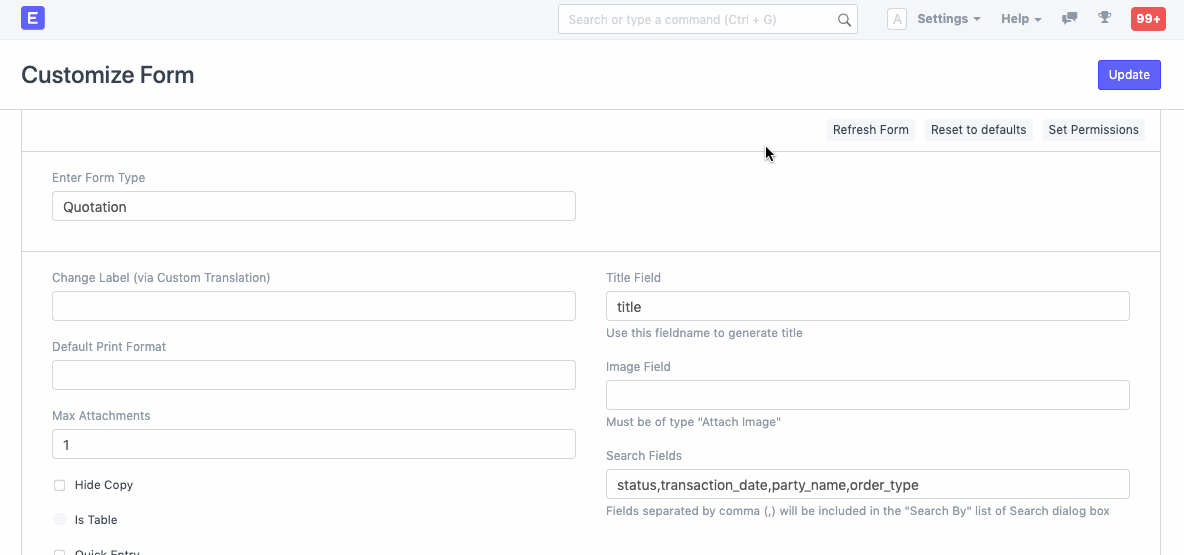 E
Search or type a command (Ctrl + G)
A
Settings
Help
99+
Customize Form
Update
Refresh Form
Reset to defaults
Set Permissions
Enter Form Type
Quotation
Change Label (via Custom Translation)
Default Print Format
Max Attachments
1
Hide Copy
Is Table
Quick Entry
Title Field
title
Use this fieldname to generate title
Image Field
Must be of type "Attach Image"
Search Fields
status,transaction_date,party_name,order_type
Fields separated by comma (,) will be included in the "Search By" list of Search dialog box